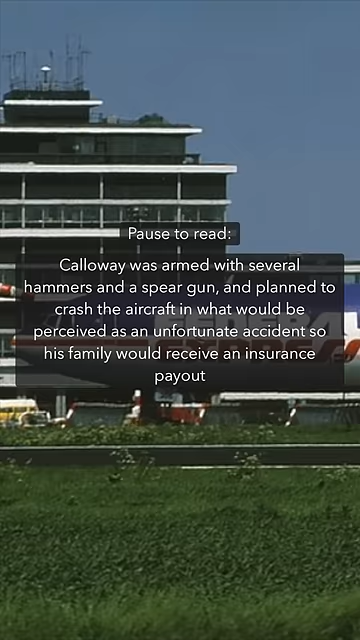 Pause to read:
Calloway was armed with several
hammers and a spear gun, and planned to
crash the aircraft in what would be
perceived as an unfortunate accident so
his family would receive an insurance
payout